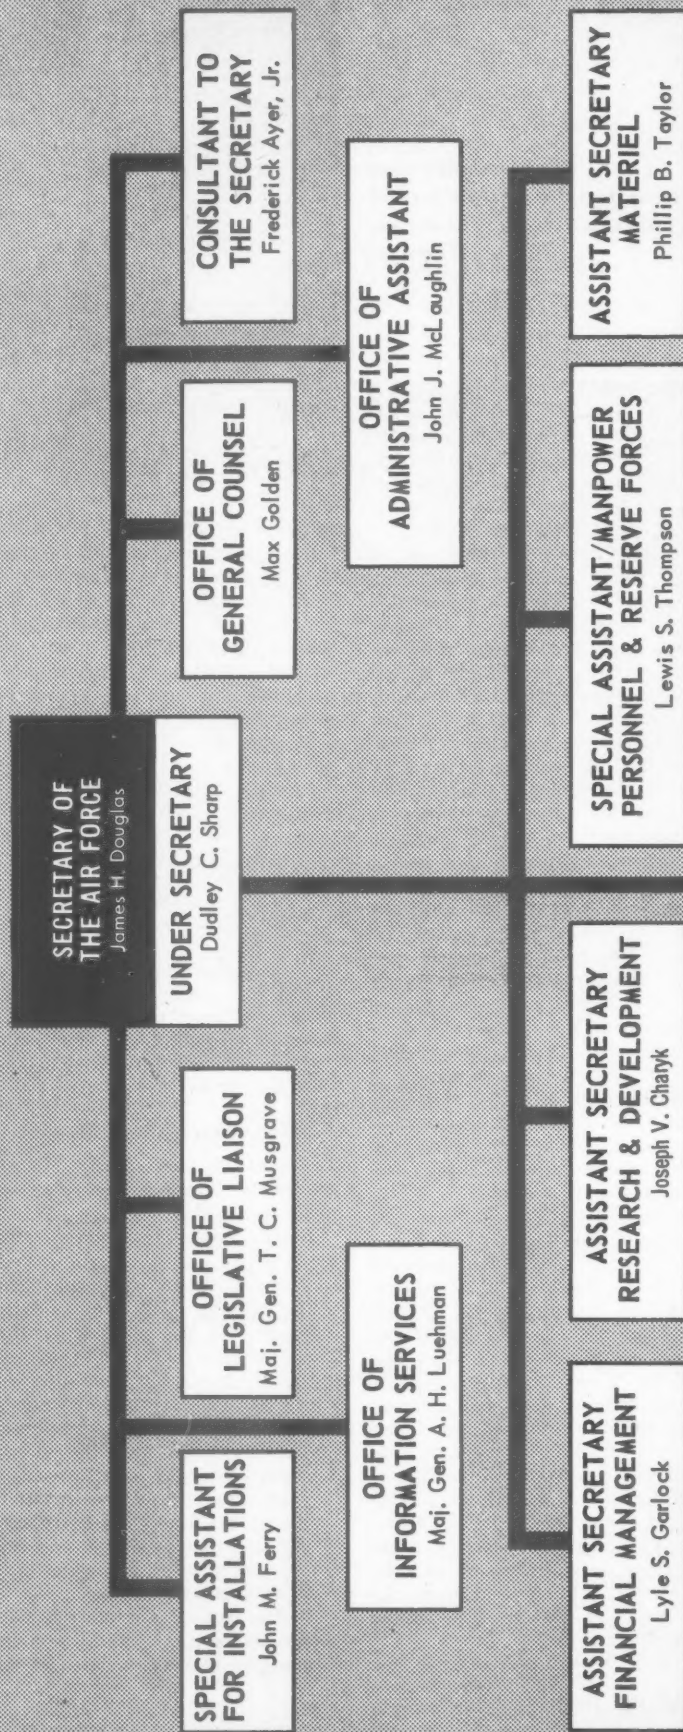 SECRETARY OF
THE AIR FORCE
James H. Douglas
UNDER SECRETARY
Dudley C. Sharp
SPECIAL ASSISTANT
FOR INSTALLATIONS
John M. Ferry
OFFICE OF
LEGISLATIVE LIAISON
Maj. Gen. T. C. Musgrave
OFFICE OF
GENERAL COUNSEL
Max Golden
CONSULTANT TO
THE SECRETARY
Frederick Ayer, Jr.
OFFICE OF
INFORMATION SERVICES
Maj. Gen. A. H. Luehman
OFFICE OF
ADMINISTRATIVE ASSISTANT
John J. McLaughlin
ASSISTANT SECRETARY
FINANCIAL MANAGEMENT
Lyle S. Garlock
ASSISTANT SECRETARY
RESEARCH & DEVELOPMENT
Joseph V. Charyk
SPECIAL ASSISTANT/MANPOWER
PERSONNEL & RESERVE FORCES
Lewis S. Thompson
ASSISTANT SECRETARY
MATERIEL
Phillip B. Taylor